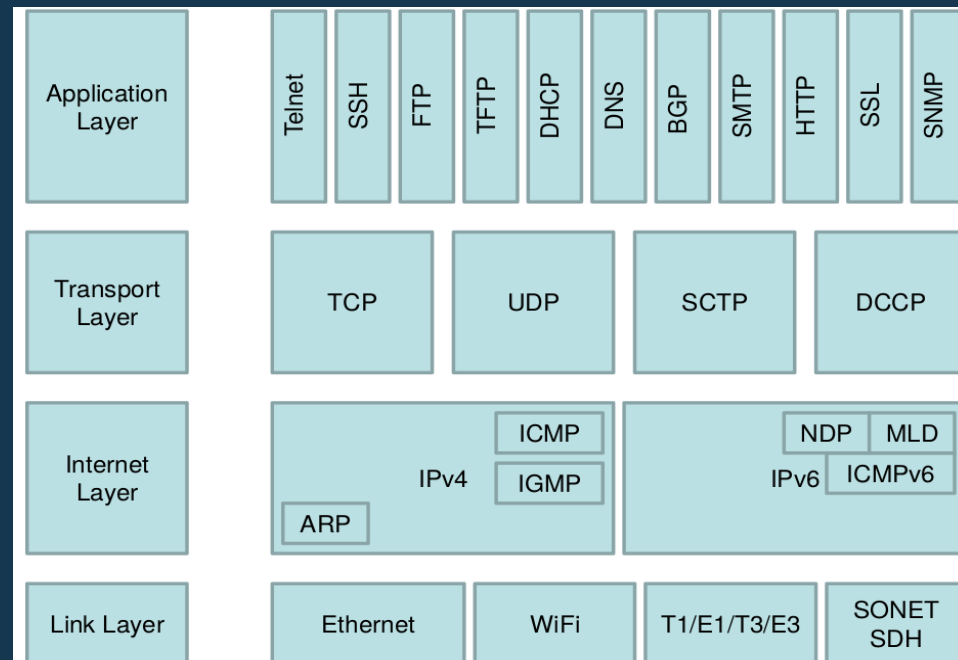 Application
Layer
Telnet
SSH
FTP
TFTP
DHCP
DNS
BGP
SMTP
HTTP
SSL
SNMP
Transport
Layer
TCP
UDP
SCTP
DCCP
Internet
Layer
IPv4
ICMP
IGMP
ARP
IPv6
NDP
MLD
ICMPv6
Link Layer
Ethernet
WiFi
T1/E1/T3/E3
SONET
SDH